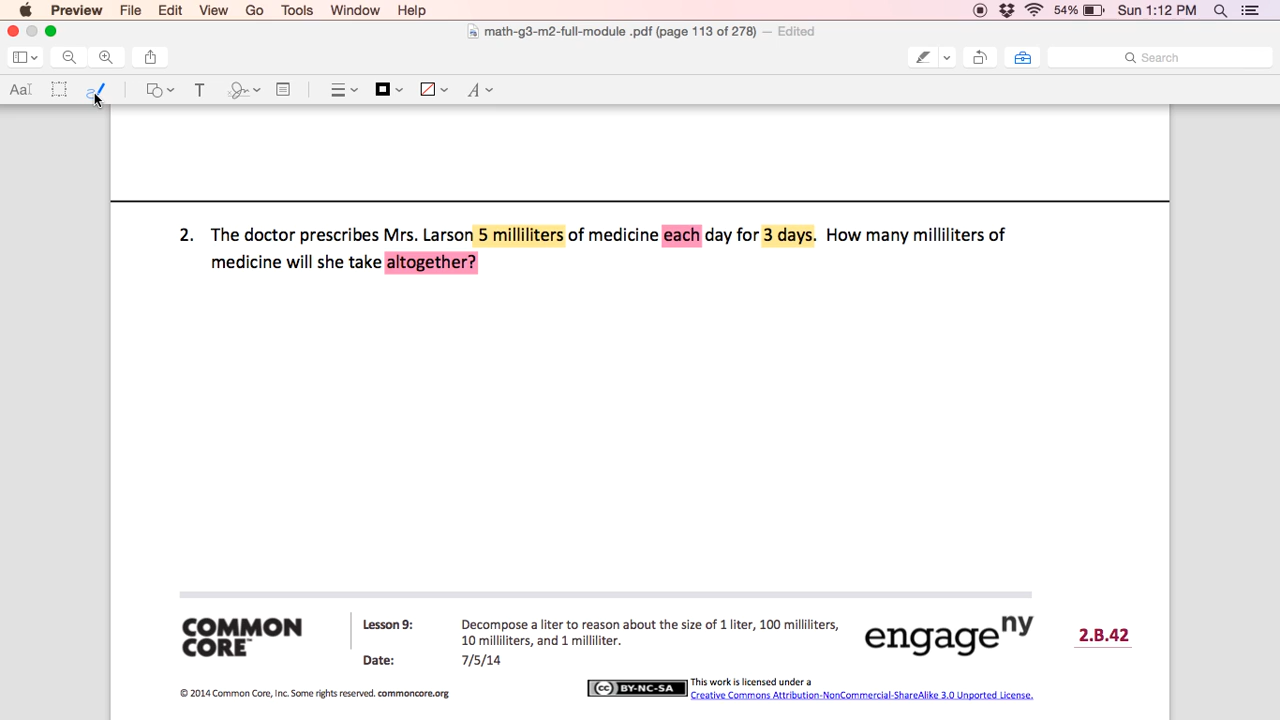 Preview File Edit View Go Tools Window Help 54% Sun 1:12 PM
math-g3-m2-full-module .pdf (page 113 of 278) — Edited
Search
AaI T A
2. The doctor prescribes Mrs. Larson 5 milliliters of medicine each day for 3 days. How many milliliters of
medicine will she take altogether?
COMMON
CORE™
Lesson 9: Decompose a liter to reason about the size of 1 liter, 100 milliliters,
10 milliliters, and 1 milliliter.
Date: 7/5/14
engageny
2.B.42
© 2014 Common Core, Inc. Some rights reserved. commoncore.org
cc BY-NC-SA
This work is licensed under a
Creative Commons Attribution-NonCommercial-ShareAlike 3.0 Unported License.